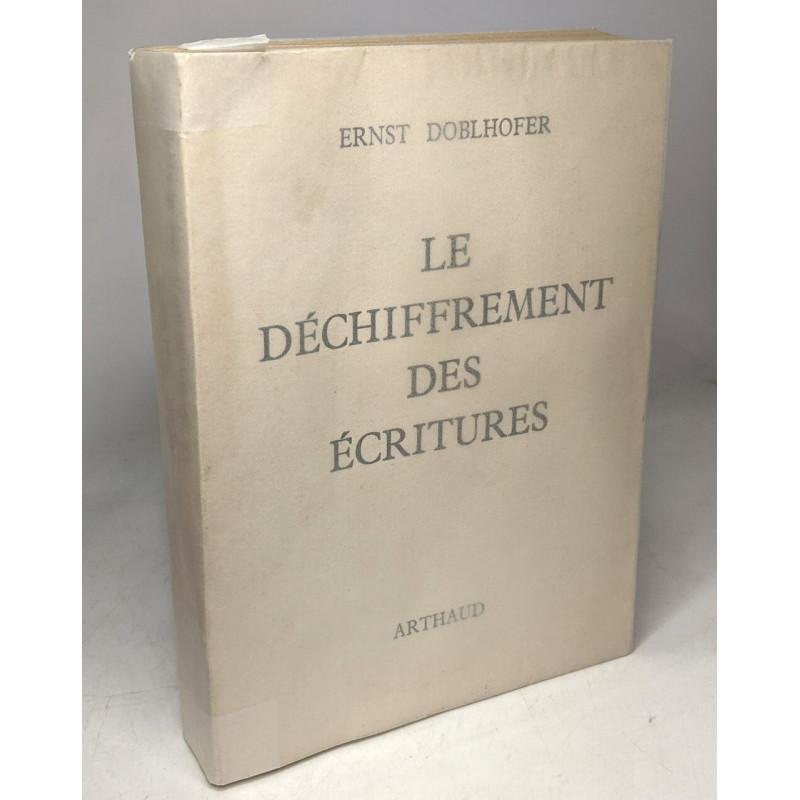 ERNST DOBLHOFER
LE
DÉCHIFFREMENT
DES
ÉCRITURES
ARTHAUD